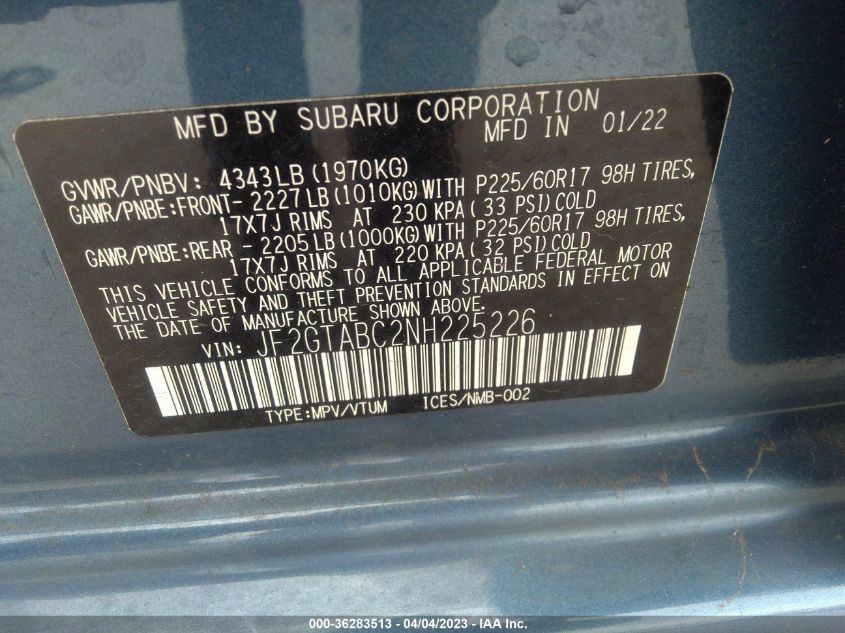 MFD BY SUBARU CORPORATION
MFD IN 01/22
GVWR/PNBV: 4343LB (1970KG)
GAWR/PNBE:FRONT- 2227LB (1010KG) WITH P225/60R17 98H TIRES,
17X7J RIMS AT 230 KPA (33 PSI) COLD
GAWR/PNBE:REAR - 2205LB (1000KG) WITH P225/60R17 98H TIRES,
17X7J RIMS AT 220 KPA (32 PSI) COLD
THIS VEHICLE CONFORMS TO ALL APPLICABLE FEDERAL MOTOR
VEHICLE SAFETY AND THEFT PREVENTION STANDARDS IN EFFECT ON
THE DATE OF MANUFACTURE SHOWN ABOVE.
VIN: JF2GTABC2NH225226
TYPE:MPV/VTUM ICES/NMB-002
000-36283513 - 04/04/2023 - IAA Inc.